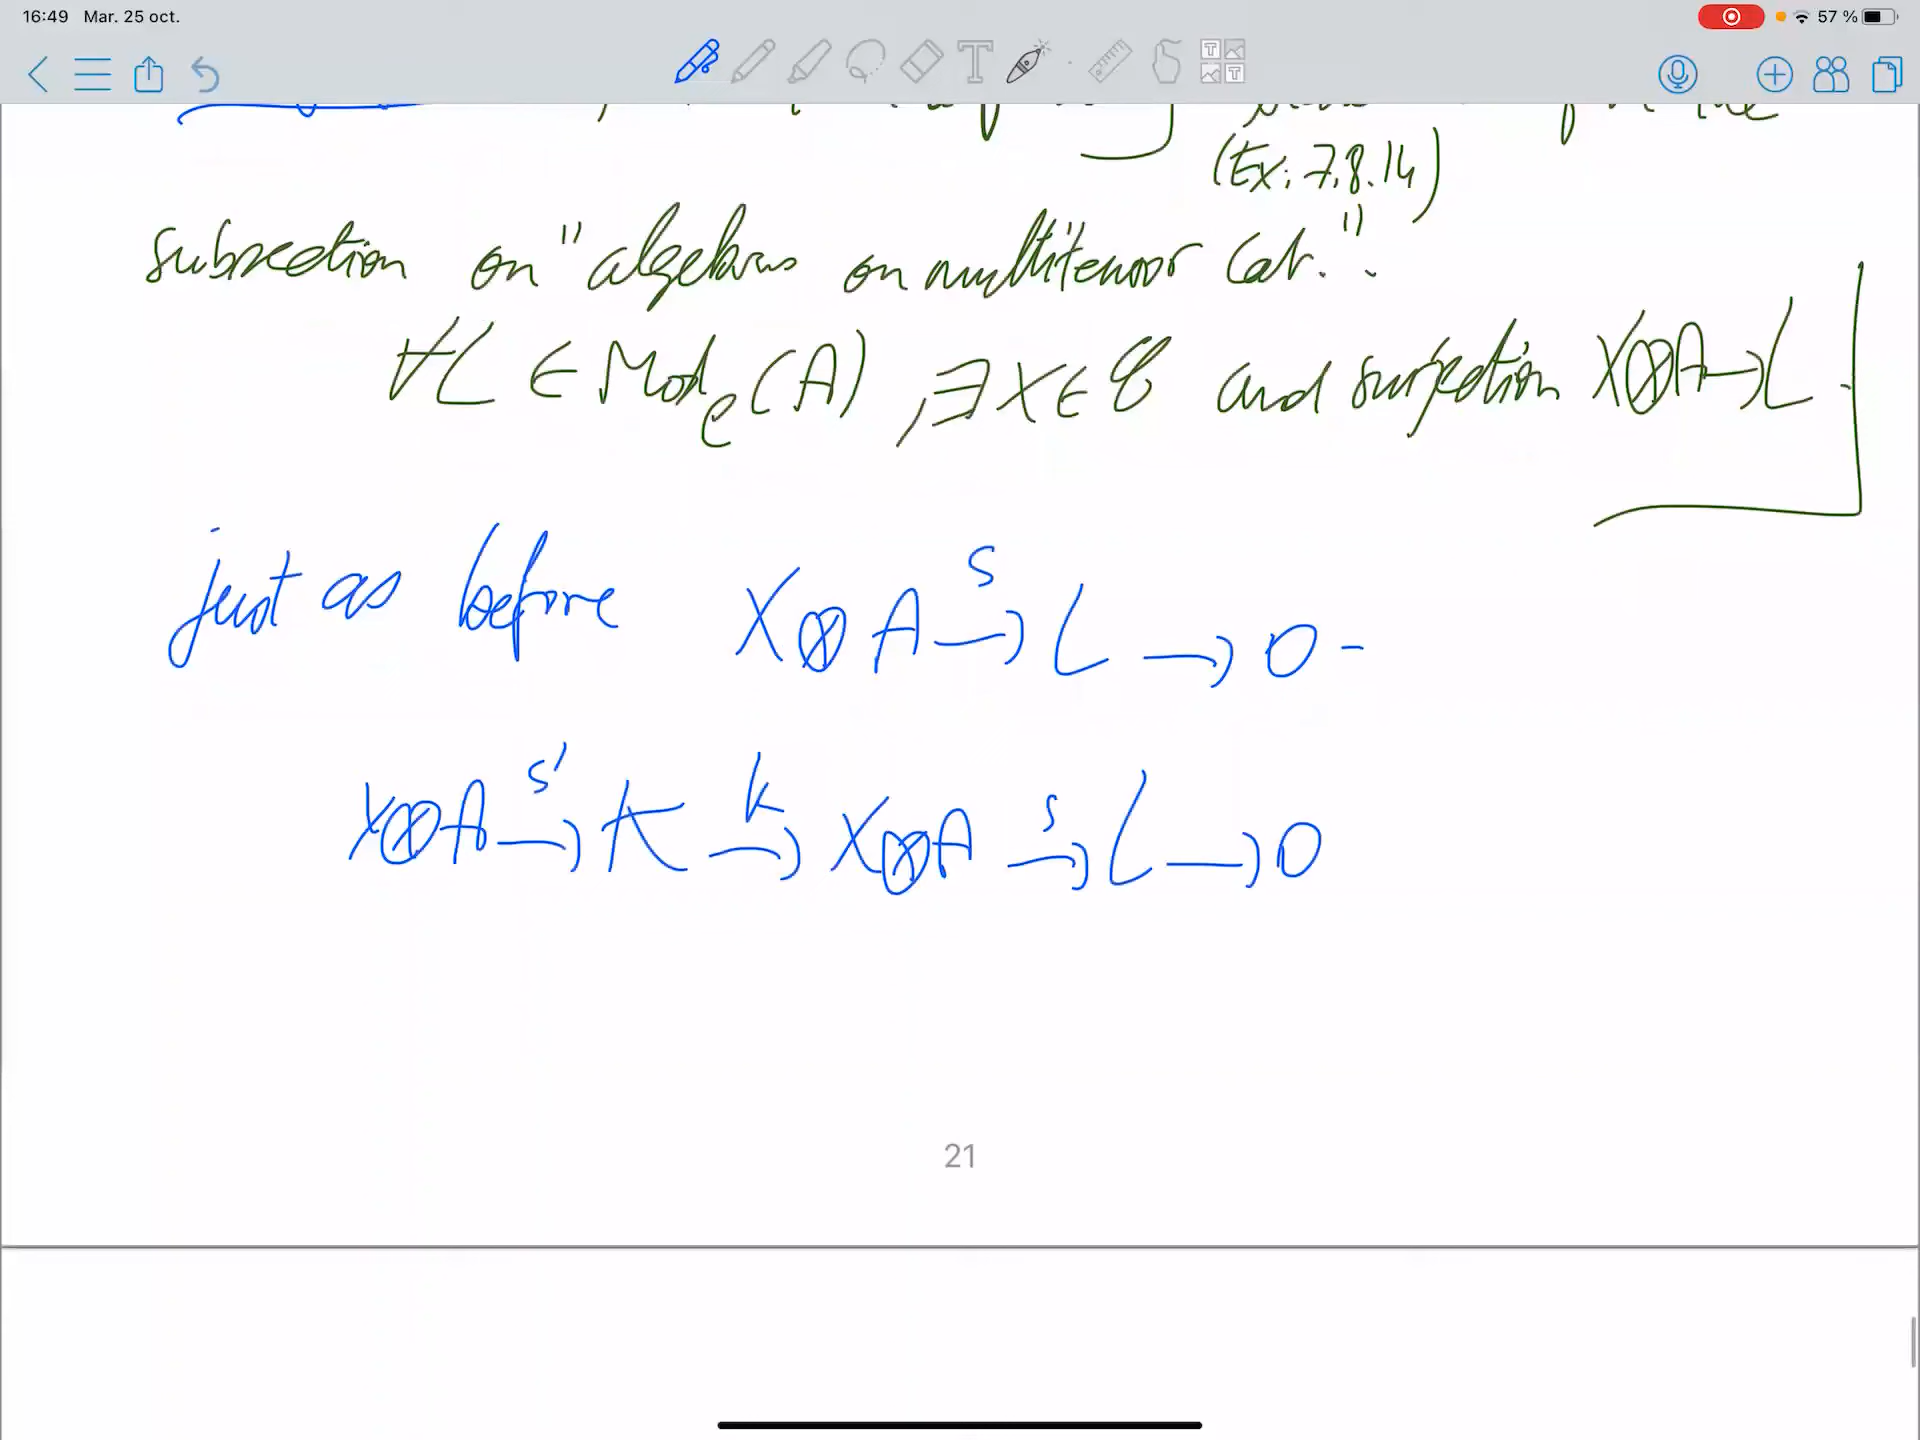 16:49 Mar. 25 oct. 57 %
(Ex: 7.8.14)
subsection on "algebras on multitensor Cat.".
∀L ∈ Mod_e(A), ∃X ∈ 𝒞 and surjection X⊗A→L.
just as before X⊗A –s→ L → 0 -
X⊗A –s'→ K –k→ X⊗A –s→ L → 0
21